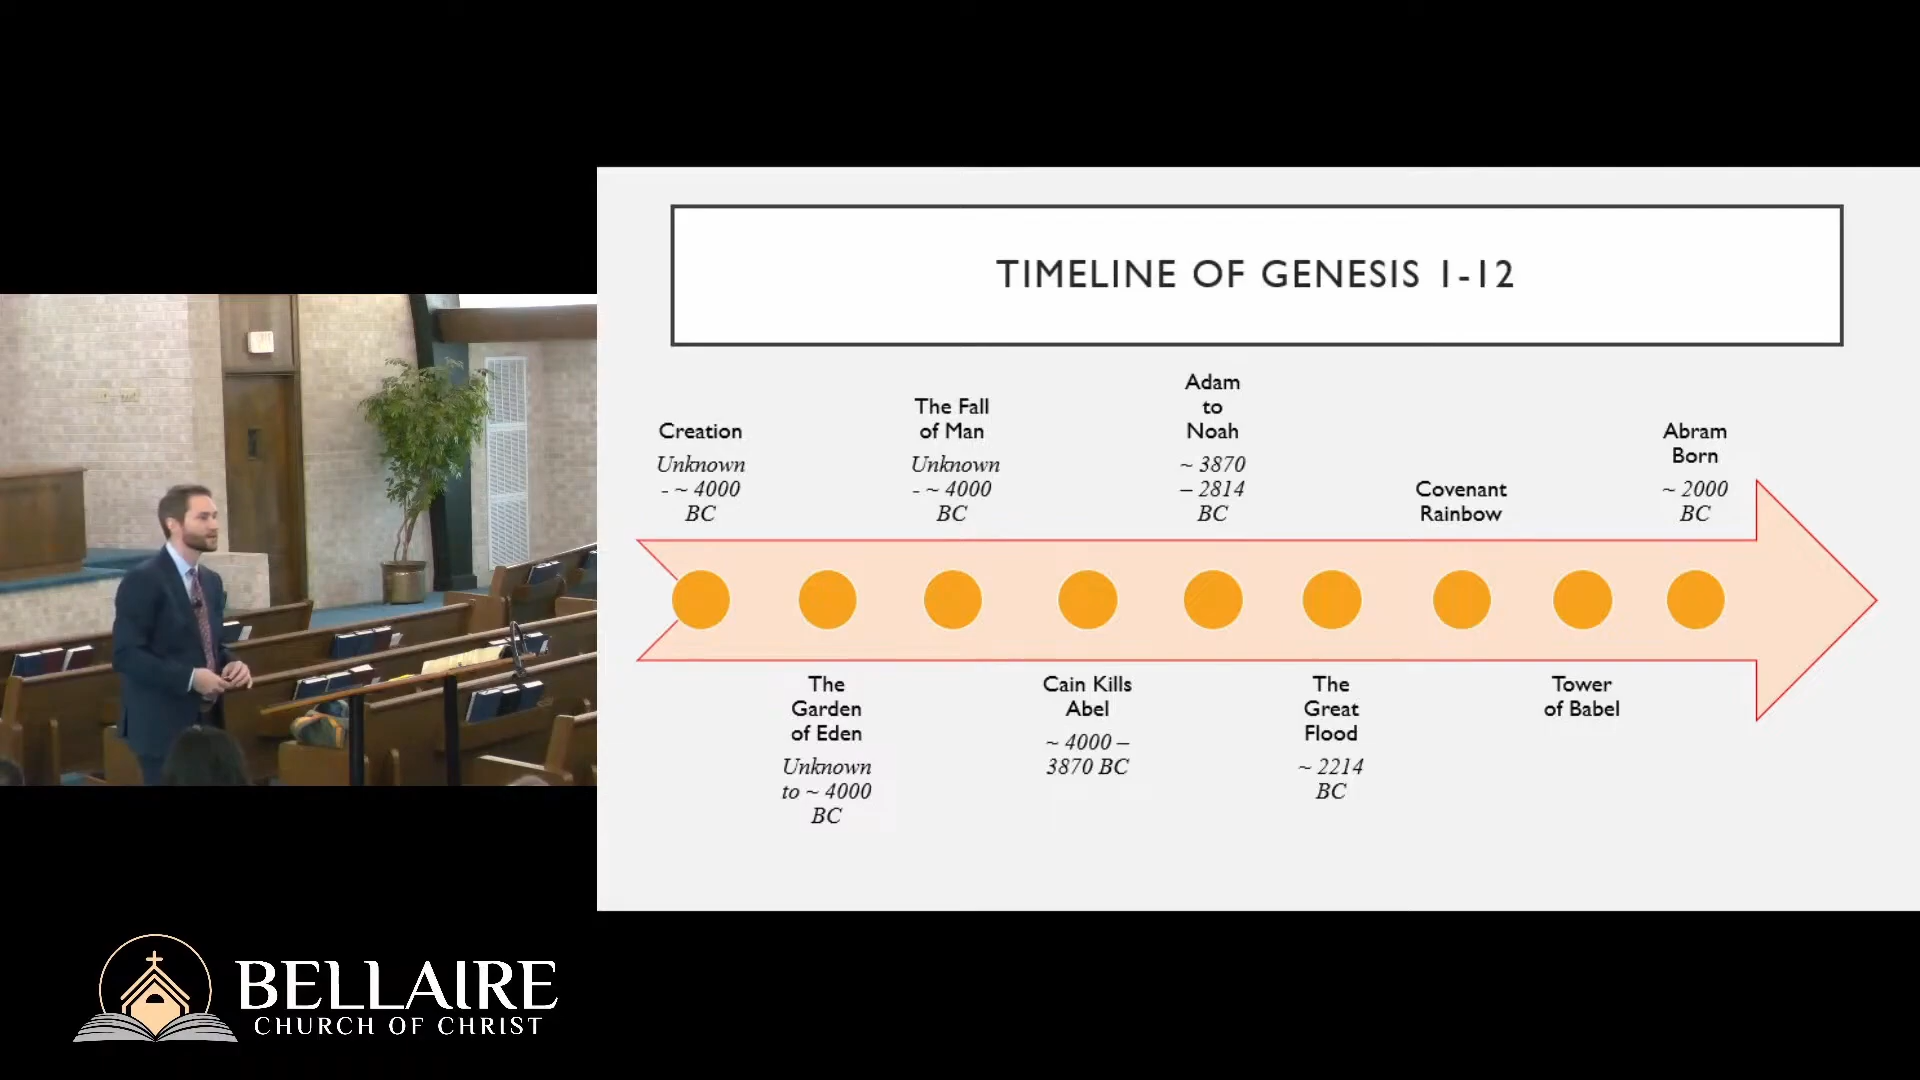 TIMELINE OF GENESIS 1-12
Creation
Unknown
- ~ 4000
BC
The
Garden
of Eden
Unknown
to ~ 4000
BC
The Fall
of Man
Unknown
- ~ 4000
BC
Cain Kills
Abel
~ 4000 –
3870 BC
Adam
to
Noah
~ 3870
– 2814
BC
The
Great
Flood
~ 2214
BC
Covenant
Rainbow
Tower
of Babel
Abram
Born
~ 2000
BC
BELLAIRE
CHURCH OF CHRIST